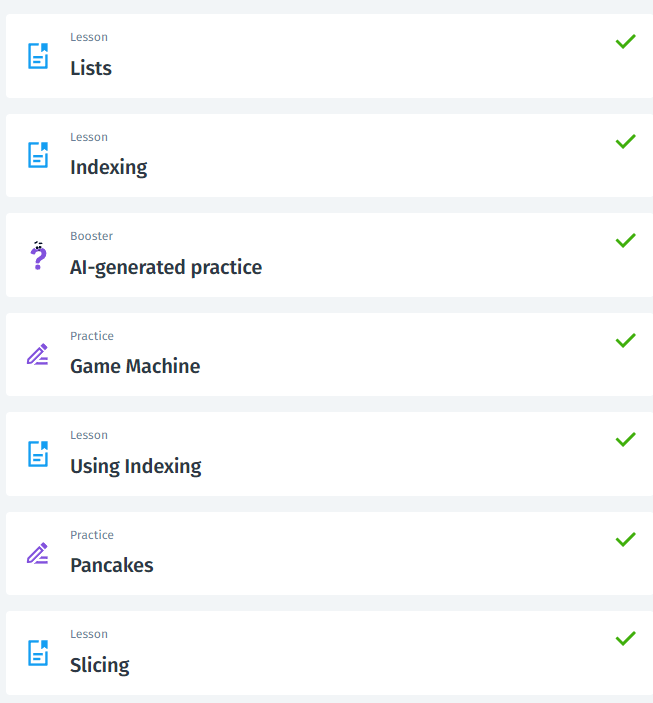 Lesson
Lists
Lesson
Indexing
Booster
AI-generated practice
Practice
Game Machine
Lesson
Using Indexing
Practice
Pancakes
Lesson
Slicing